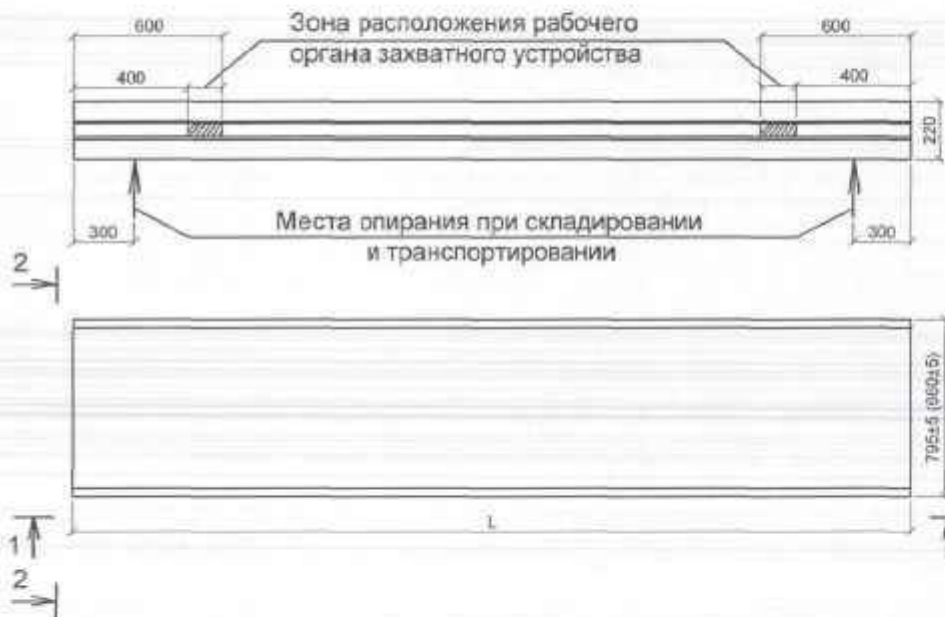 600
Зона расположения рабочего
600
органа захватного устройства
400
400
220
Места опирания при складировании
300
300
и транспортировании
2
795±5 (660±5)
L
1
2